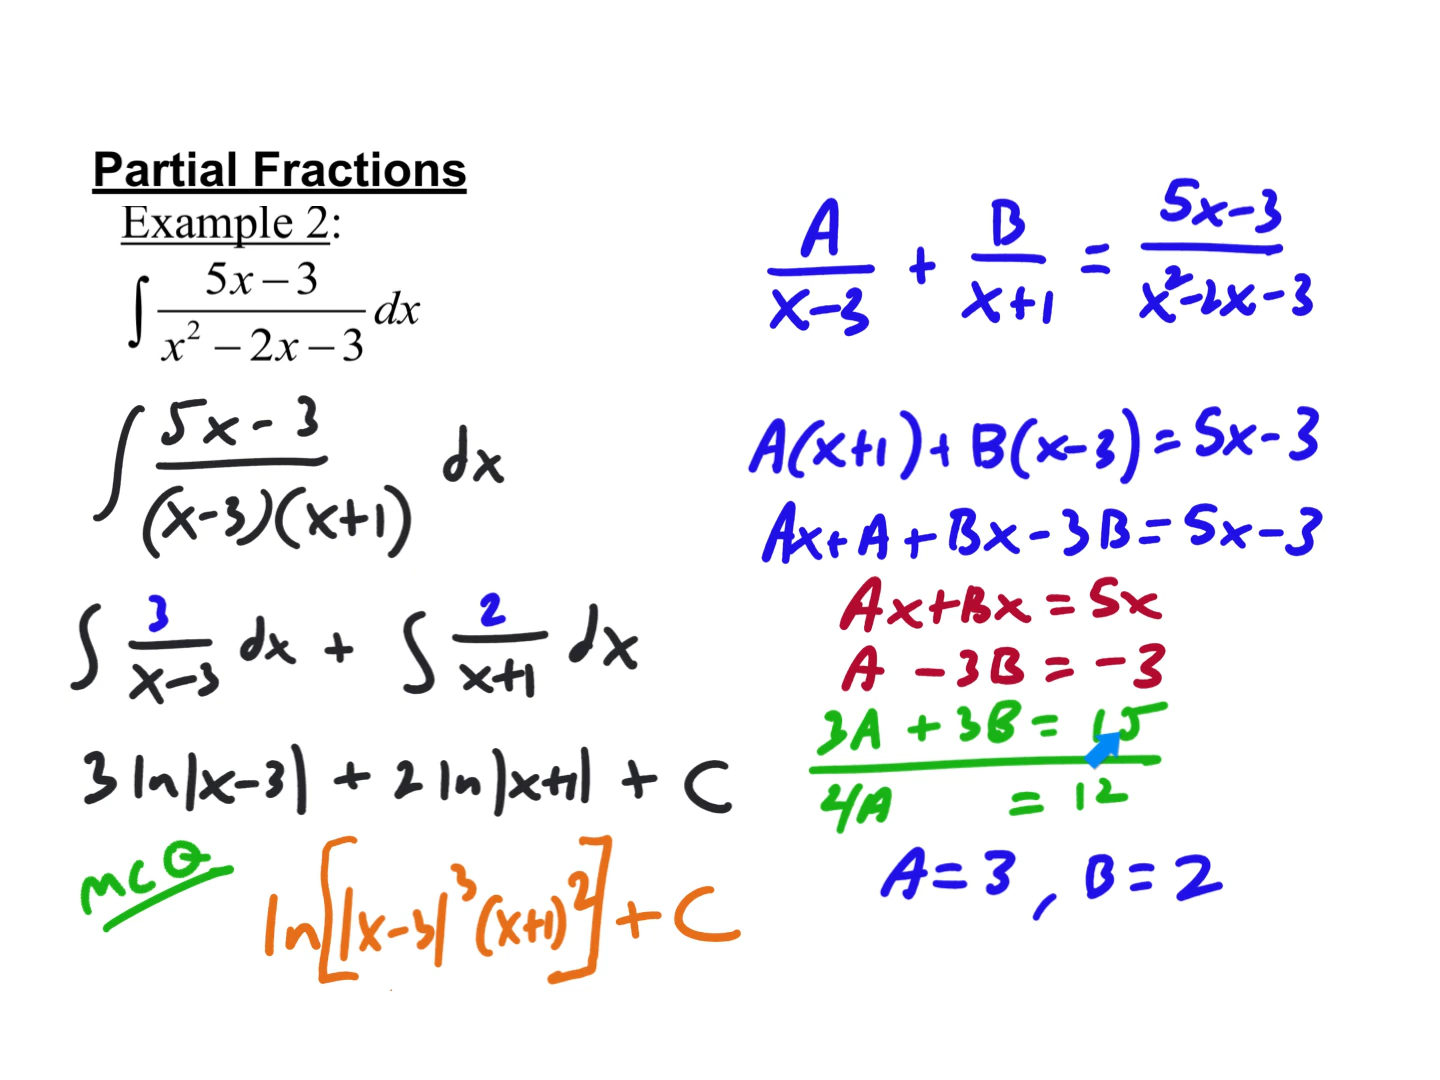 Partial Fractions
Example 2:
∫ (5x − 3)/(x² − 2x − 3) dx
∫ (5x - 3)/((x-3)(x+1)) dx
∫ 3/(x-3) dx + ∫ 2/(x+1) dx
3 ln|x-3| + 2 ln|x+1| + C
MCQ
ln[|x-3|³(x+1)²] + C
A/(x-3) + B/(x+1) = (5x-3)/(x²-2x-3)
A(x+1) + B(x-3) = 5x-3
Ax+A + Bx - 3B = 5x-3
Ax+Bx = 5x
A - 3B = -3
3A + 3B = 15
4A = 12
A = 3, B = 2